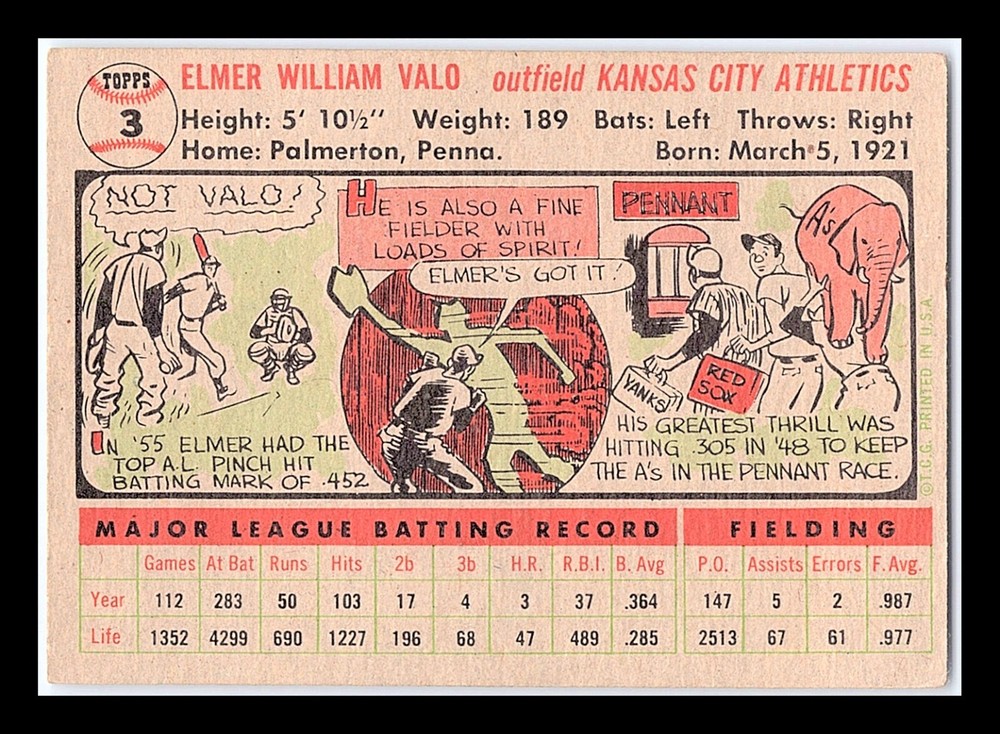 TOPPS
3
ELMER WILLIAM VALO outfield KANSAS CITY ATHLETICS
Height: 5' 10½" Weight: 189 Bats: Left Throws: Right
Home: Palmerton, Penna. Born: March 5, 1921
NOT VALO!
IN '55 ELMER HAD THE
TOP A.L. PINCH HIT
BATTING MARK OF .452
HE IS ALSO A FINE
FIELDER WITH
LOADS OF SPIRIT!
ELMER'S GOT IT!
PENNANT
A's
YANKS
RED
SOX
HIS GREATEST THRILL WAS
HITTING .305 IN '48 TO KEEP
THE A's IN THE PENNANT RACE.
©T.C.G. PRINTED IN U.S.A.
MAJOR LEAGUE BATTING RECORD FIELDING
Games At Bat Runs Hits 2b 3b H.R. R.B.I. B. Avg P.O. Assists Errors F. Avg.
Year 112 283 50 103 17 4 3 37 .364 147 5 2 .987
Life 1352 4299 690 1227 196 68 47 489 .285 2513 67 61 .977